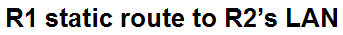 R1 static route to R2’s LAN